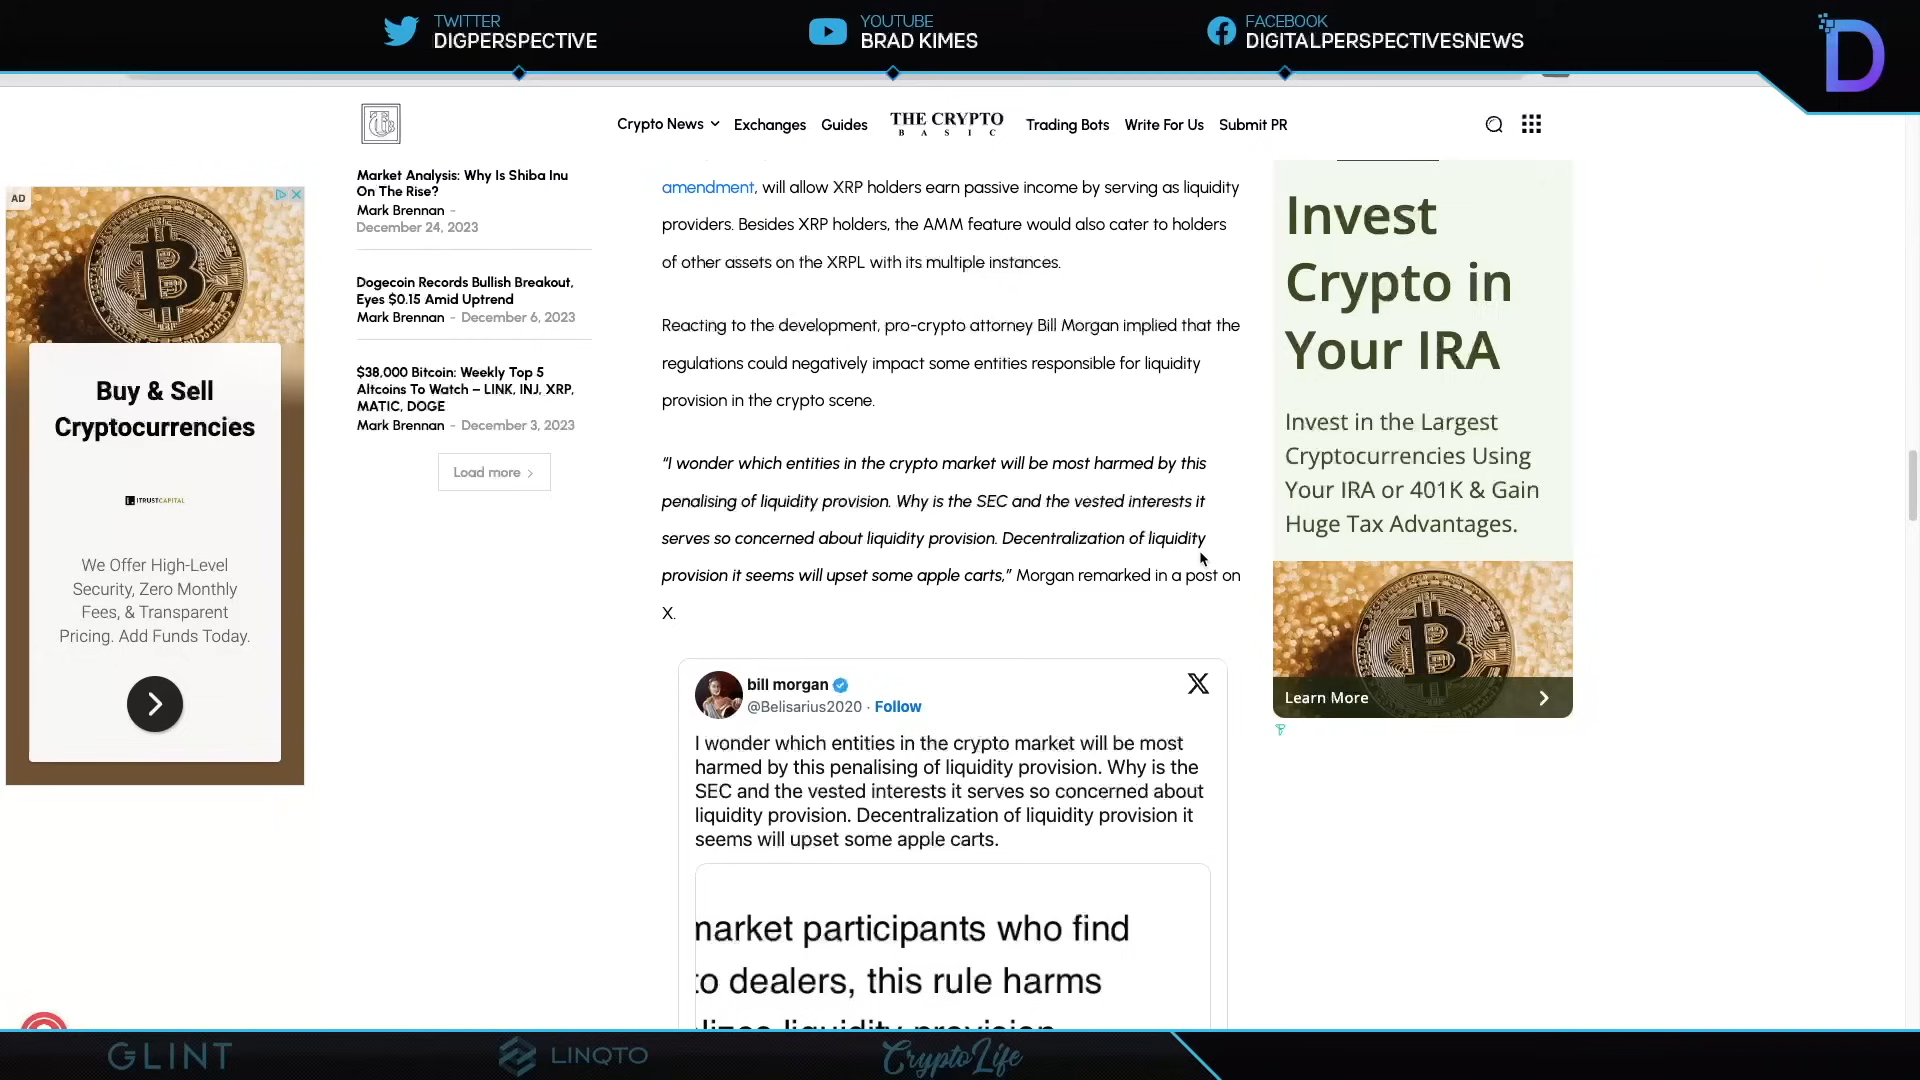 TWITTER
DIGPERSPECTIVE
YOUTUBE
BRAD KIMES
FACEBOOK
DIGITALPERSPECTIVESNEWS
D
Crypto News
Exchanges
Guides
THE CRYPTO
BASIC
Trading Bots
Write For Us
Submit PR
AD
Buy & Sell
Cryptocurrencies
ITRUSTCAPITAL
We Offer High-Level
Security, Zero Monthly
Fees, & Transparent
Pricing. Add Funds Today.
Market Analysis: Why Is Shiba Inu
On The Rise?
Mark Brennan -
December 24, 2023
Dogecoin Records Bullish Breakout,
Eyes $0.15 Amid Uptrend
Mark Brennan - December 6, 2023
$38,000 Bitcoin: Weekly Top 5
Altcoins To Watch – LINK, INJ, XRP,
MATIC, DOGE
Mark Brennan - December 3, 2023
Load more
amendment, will allow XRP holders earn passive income by serving as liquidity
providers. Besides XRP holders, the AMM feature would also cater to holders
of other assets on the XRPL with its multiple instances.
Reacting to the development, pro-crypto attorney Bill Morgan implied that the
regulations could negatively impact some entities responsible for liquidity
provision in the crypto scene.
“I wonder which entities in the crypto market will be most harmed by this
penalising of liquidity provision. Why is the SEC and the vested interests it
serves so concerned about liquidity provision. Decentralization of liquidity
provision it seems will upset some apple carts,” Morgan remarked in a post on
X.
bill morgan
@Belisarius2020 · Follow
I wonder which entities in the crypto market will be most
harmed by this penalising of liquidity provision. Why is the
SEC and the vested interests it serves so concerned about
liquidity provision. Decentralization of liquidity provision it
seems will upset some apple carts.
market participants who find
to dealers, this rule harms
liquidity provision
Invest
Crypto in
Your IRA
Invest in the Largest
Cryptocurrencies Using
Your IRA or 401K & Gain
Huge Tax Advantages.
Learn More
GLINT
LINQTO
CryptoLife